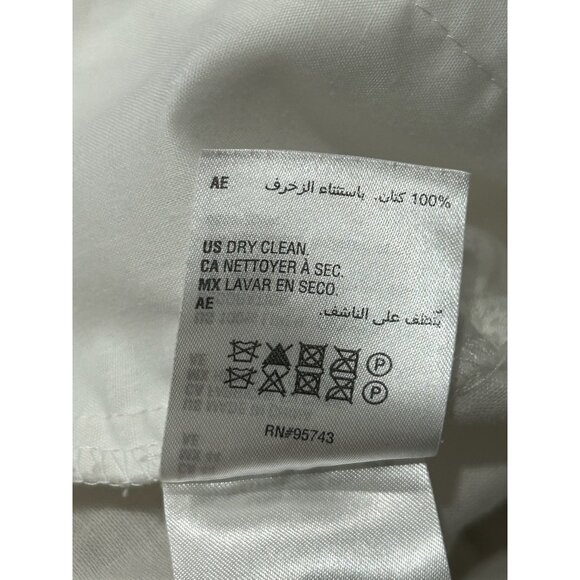 AE 100% كتان. باستثناء الزخرف
US DRY CLEAN.
CA NETTOYER À SEC.
MX LAVAR EN SECO.
AE
يُنظف على الناشف.
P
P
RN#95743